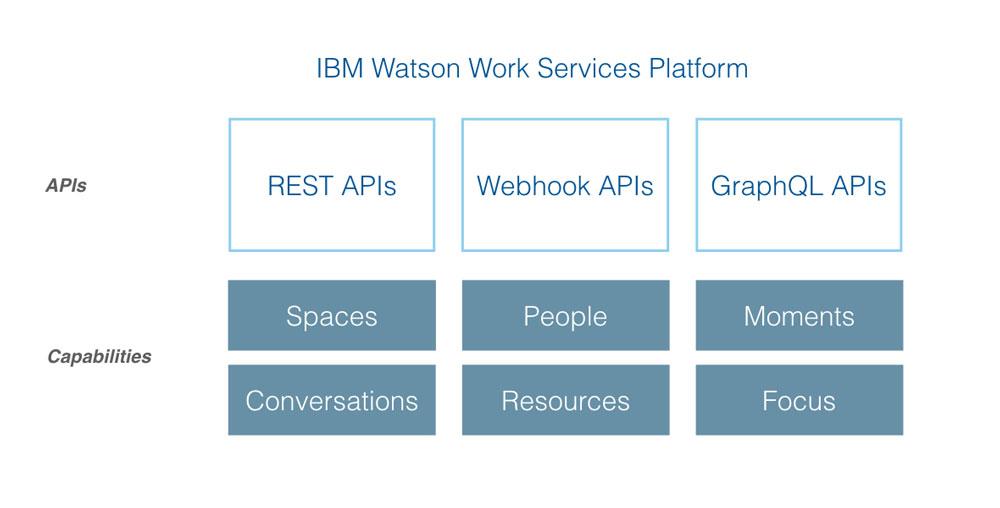 IBM Watson Work Services Platform
APIs
REST APIs
Webhook APIs
GraphQL APIs
Spaces
People
Moments
Capabilities
Conversations
Resources
Focus